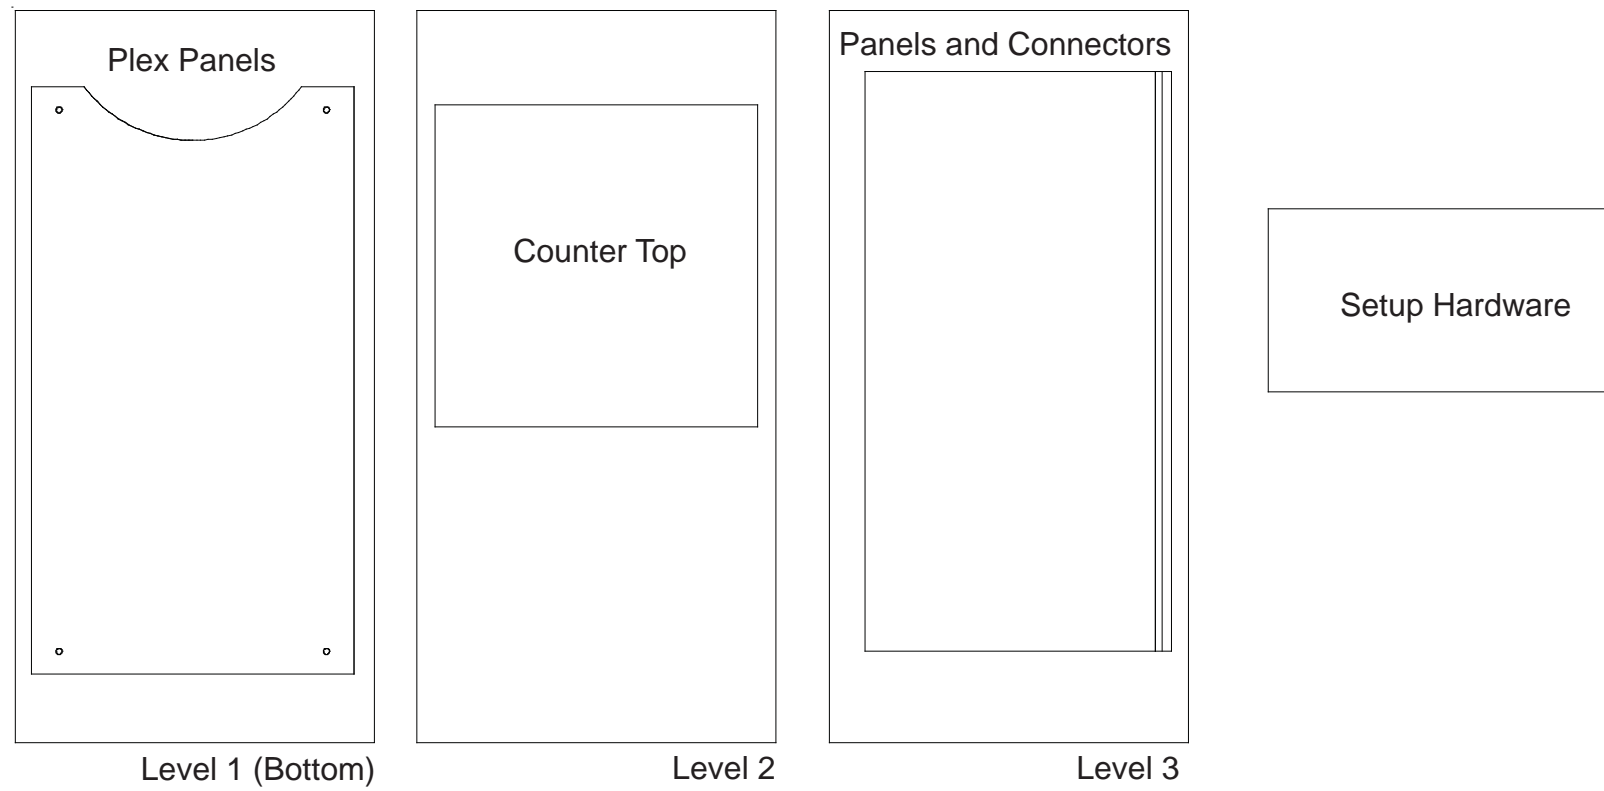 Plex Panels
Counter Top
Panels and Connectors
Setup Hardware
Level 1 (Bottom)
Level 2
Level 3